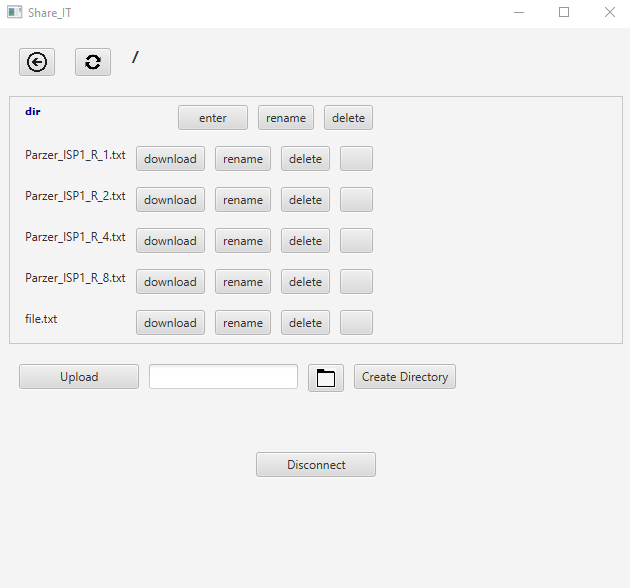 Share_IT
/
dir enter rename delete
Parzer_ISP1_R_1.txt download rename delete
Parzer_ISP1_R_2.txt download rename delete
Parzer_ISP1_R_4.txt download rename delete
Parzer_ISP1_R_8.txt download rename delete
file.txt download rename delete
Upload Create Directory
Disconnect